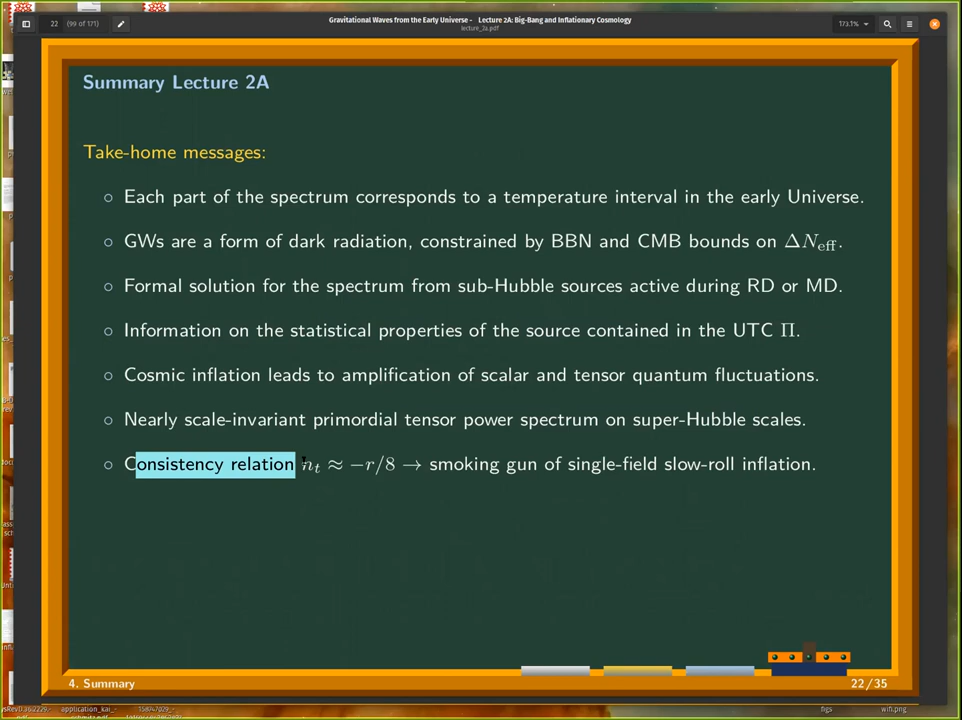 Gravitational Waves from the Early Universe - Lecture 2A: Big-Bang and Inflationary Cosmology
22 (99 of 171)
lecture_2a.pdf
173.1%
Summary Lecture 2A
Take-home messages:
Each part of the spectrum corresponds to a temperature interval in the early Universe.
GWs are a form of dark radiation, constrained by BBN and CMB bounds on ΔN_eff.
Formal solution for the spectrum from sub-Hubble sources active during RD or MD.
Information on the statistical properties of the source contained in the UTC Π.
Cosmic inflation leads to amplification of scalar and tensor quantum fluctuations.
Nearly scale-invariant primordial tensor power spectrum on super-Hubble scales.
Consistency relation n_t ≈ −r/8 → smoking gun of single-field slow-roll inflation.
4. Summary
22/35
figs
wifi.png